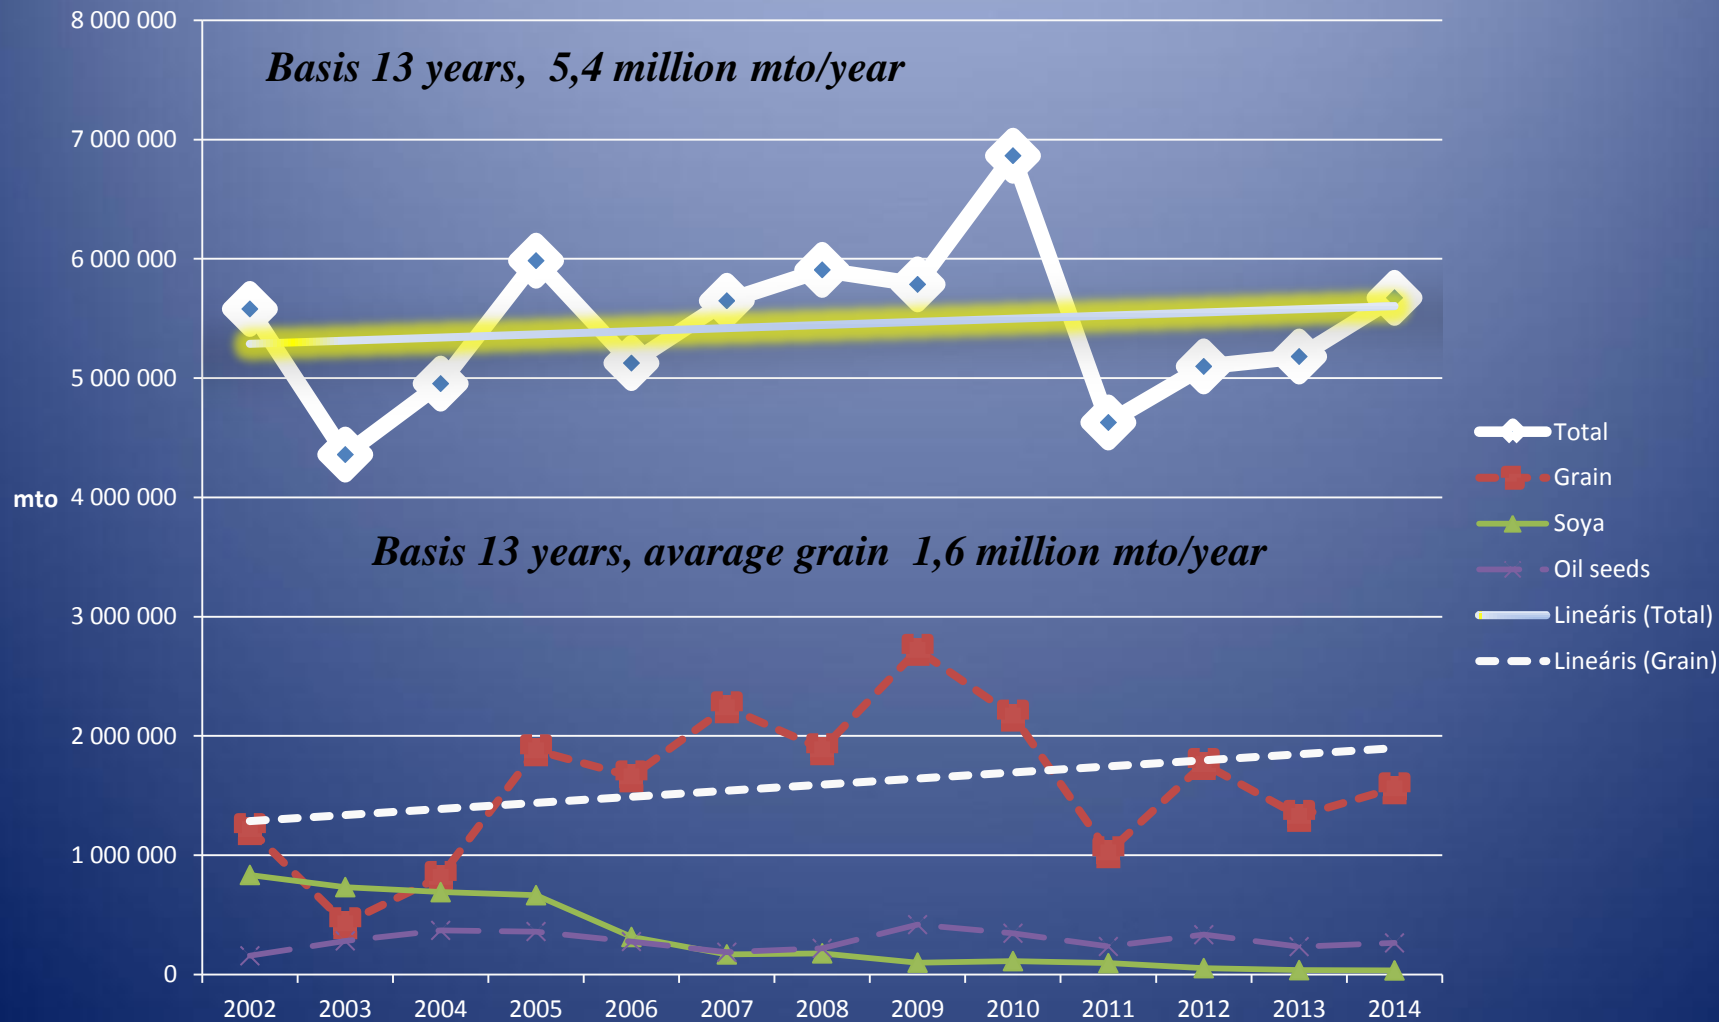 Basis 13 years, 5,4 million mto/year
8 000 000
7 000 000
6 000 000
5 000 000
mto 4 000 000
3 000 000
2 000 000
1 000 000
0
Basis 13 years, avarage grain 1,6 million mto/year
2002 2003 2004 2005 2006 2007 2008 2009 2010 2011 2012 2013 2014
Total
Grain
Soya
Oil seeds
Lineáris (Total)
Lineáris (Grain)